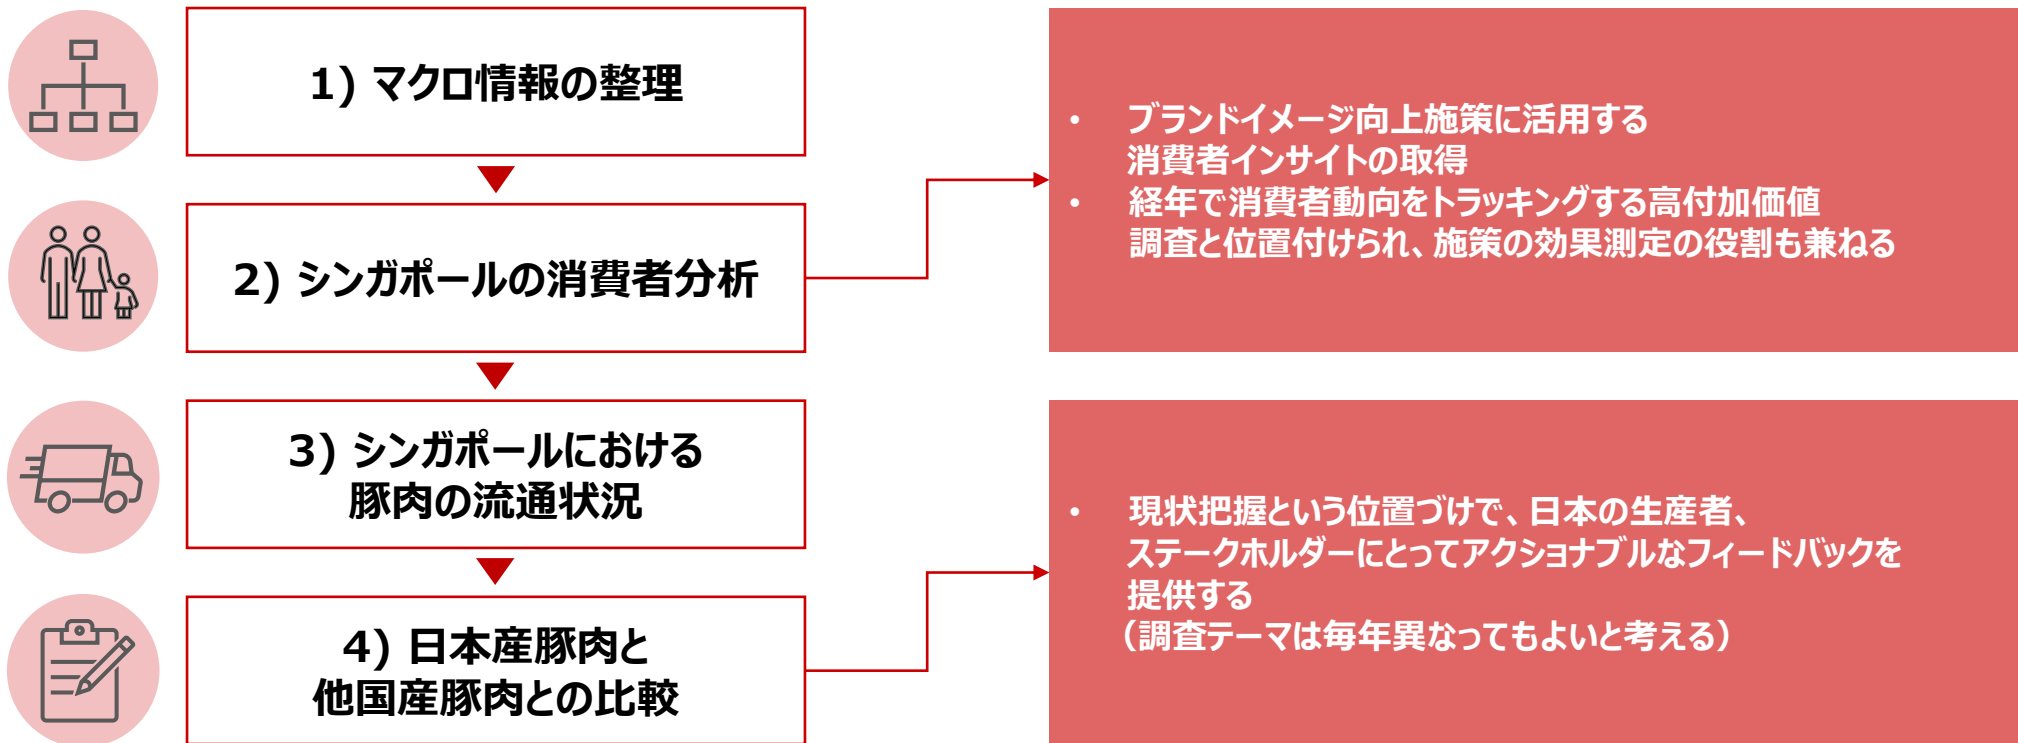 1) マクロ情報の整理
2) シンガポールの消費者分析
3) シンガポールにおける
豚肉の流通状況
4) 日本産豚肉と
他国産豚肉との比較
• ブランドイメージ向上施策に活用する
消費者インサイトの取得
• 経年で消費者動向をトラッキングする高付加価値
調査と位置付けられ、施策の効果測定の役割も兼ねる
• 現状把握という位置づけで、日本の生産者、
ステークホルダーにとってアクショナブルなフィードバックを
提供する
（調査テーマは毎年異なってもよいと考える）